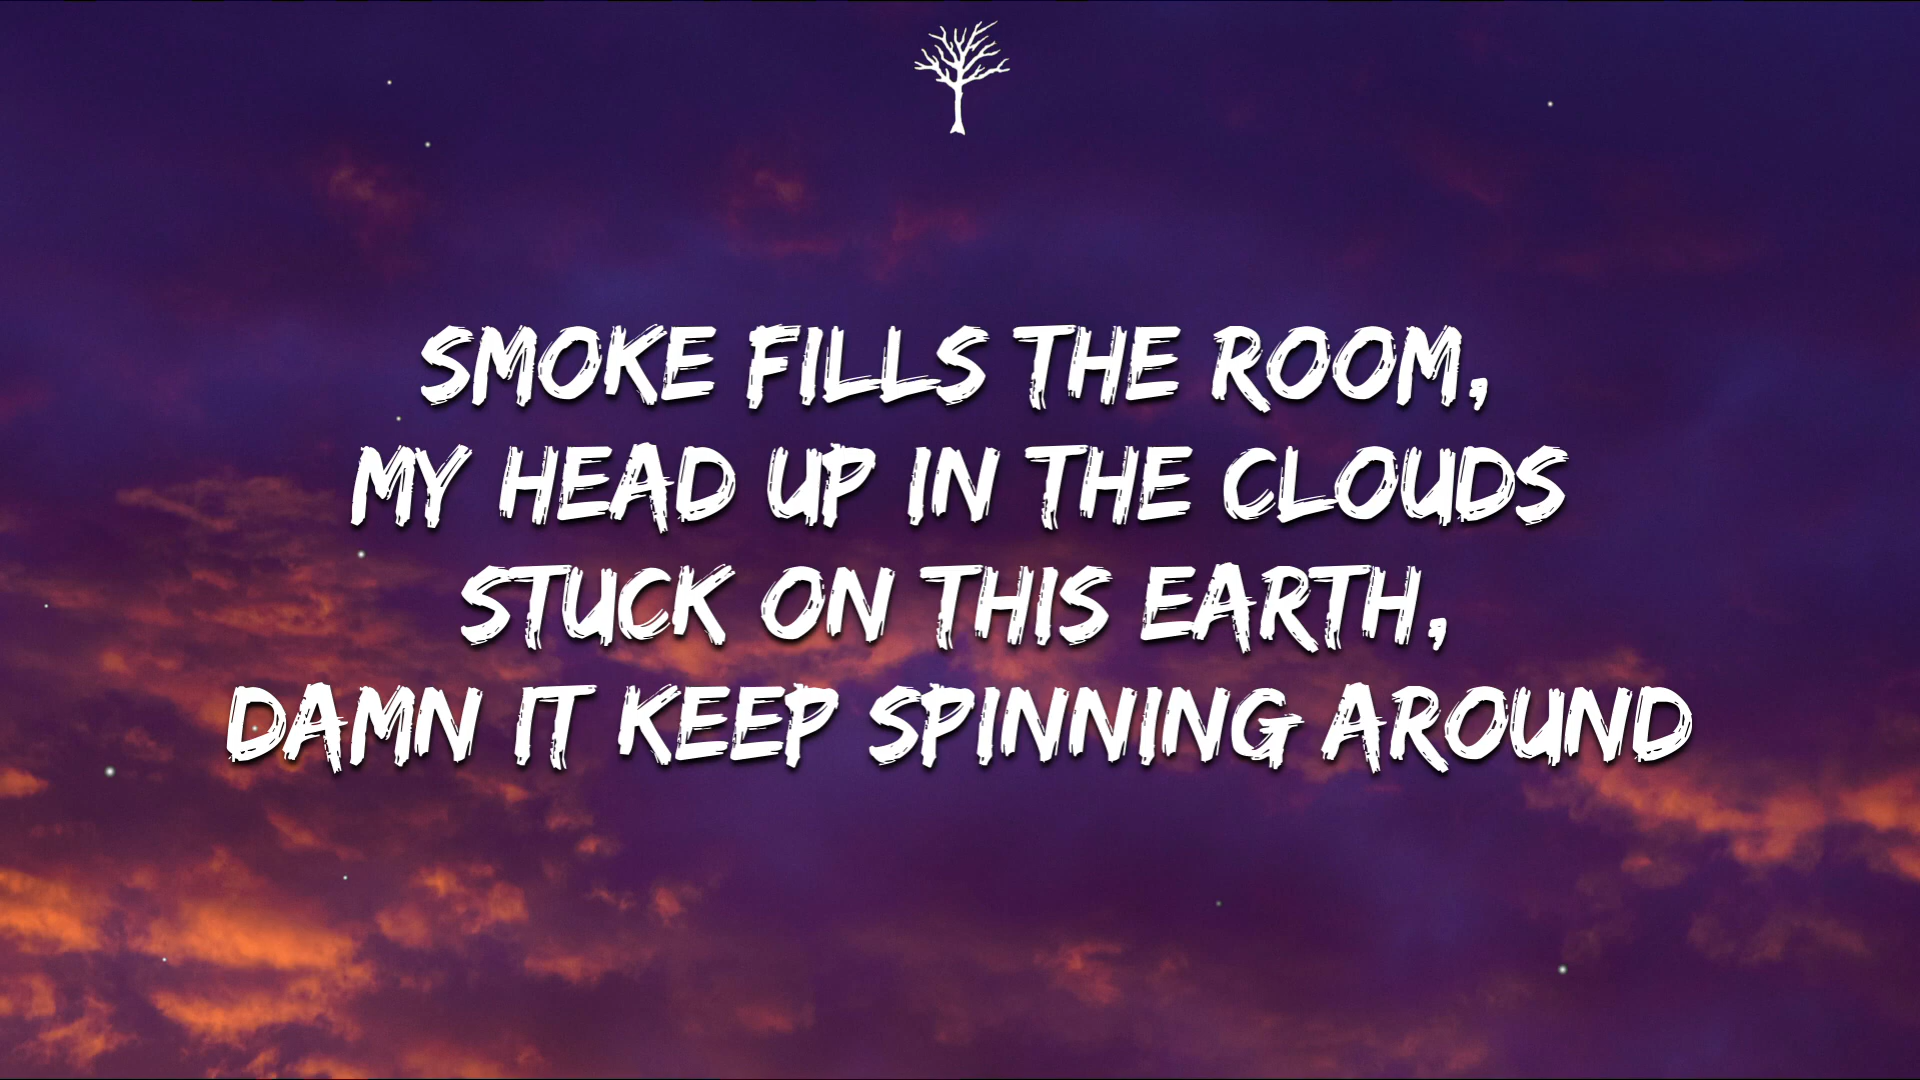 SMOKE FILLS THE ROOM,
MY HEAD UP IN THE CLOUDS
STUCK ON THIS EARTH,
DAMN IT KEEP SPINNING AROUND